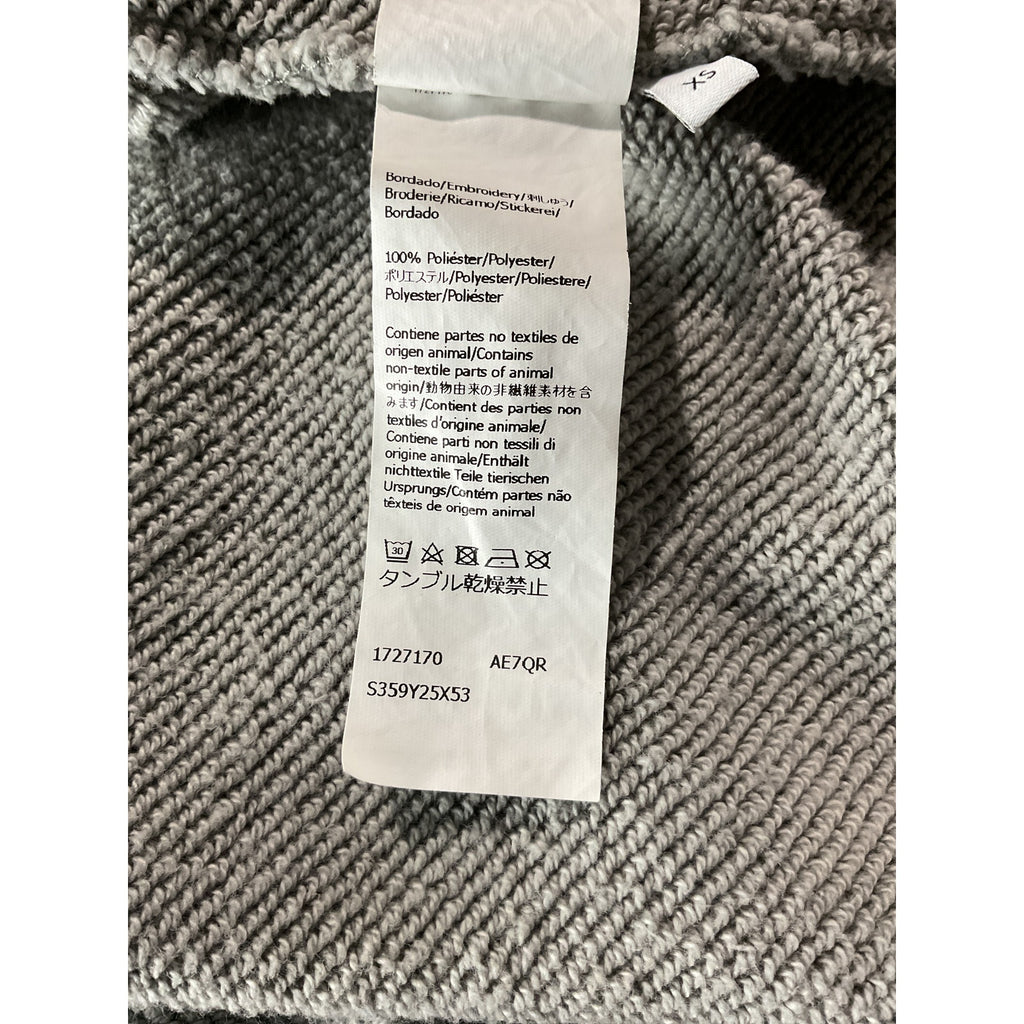 XS
Bordado/Embroidery/刺しゅう/
Broderie/Ricamo/Stickerei/
Bordado
100% Poliéster/Polyester/
ポリエステル/Polyester/Poliestere/
Polyester/Poliéster
Contiene partes no textiles de
origen animal/Contains
non-textile parts of animal
origin/動物由来の非繊維素材を含
みます/Contient des parties non
textiles d'origine animale/
Contiene parti non tessili di
origine animale/Enthält
nichttextile Teile tierischen
Ursprungs/Contém partes não
têxteis de origem animal
30
タンブル乾燥禁止
1727170 AE7QR
S359Y25X53